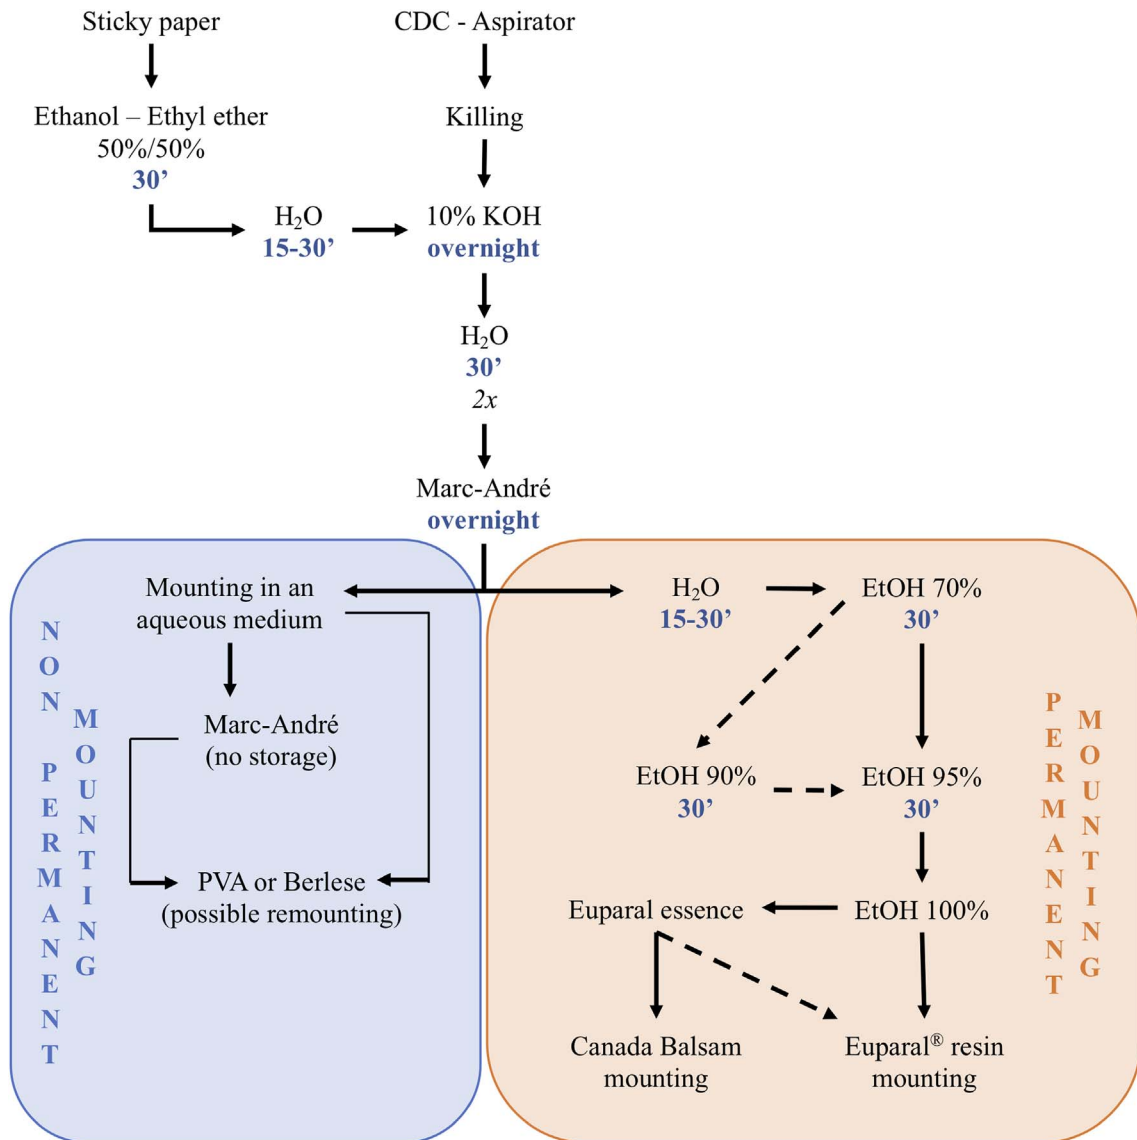 Sticky paper
CDC - Aspirator
Ethanol – Ethyl ether
50%/50%
30’
Killing
H₂O
15-30’
10% KOH
overnight
H₂O
30’
2x
Marc-André
overnight
NON PERMANENT
MOUNTING
Mounting in an
aqueous medium
Marc-André
(no storage)
PVA or Berlese
(possible remounting)
H₂O
15-30’
EtOH 70%
30’
EtOH 90%
30’
EtOH 95%
30’
Euparal essence
EtOH 100%
Canada Balsam
mounting
Euparal® resin
mounting
PERMANENT
MOUNTING